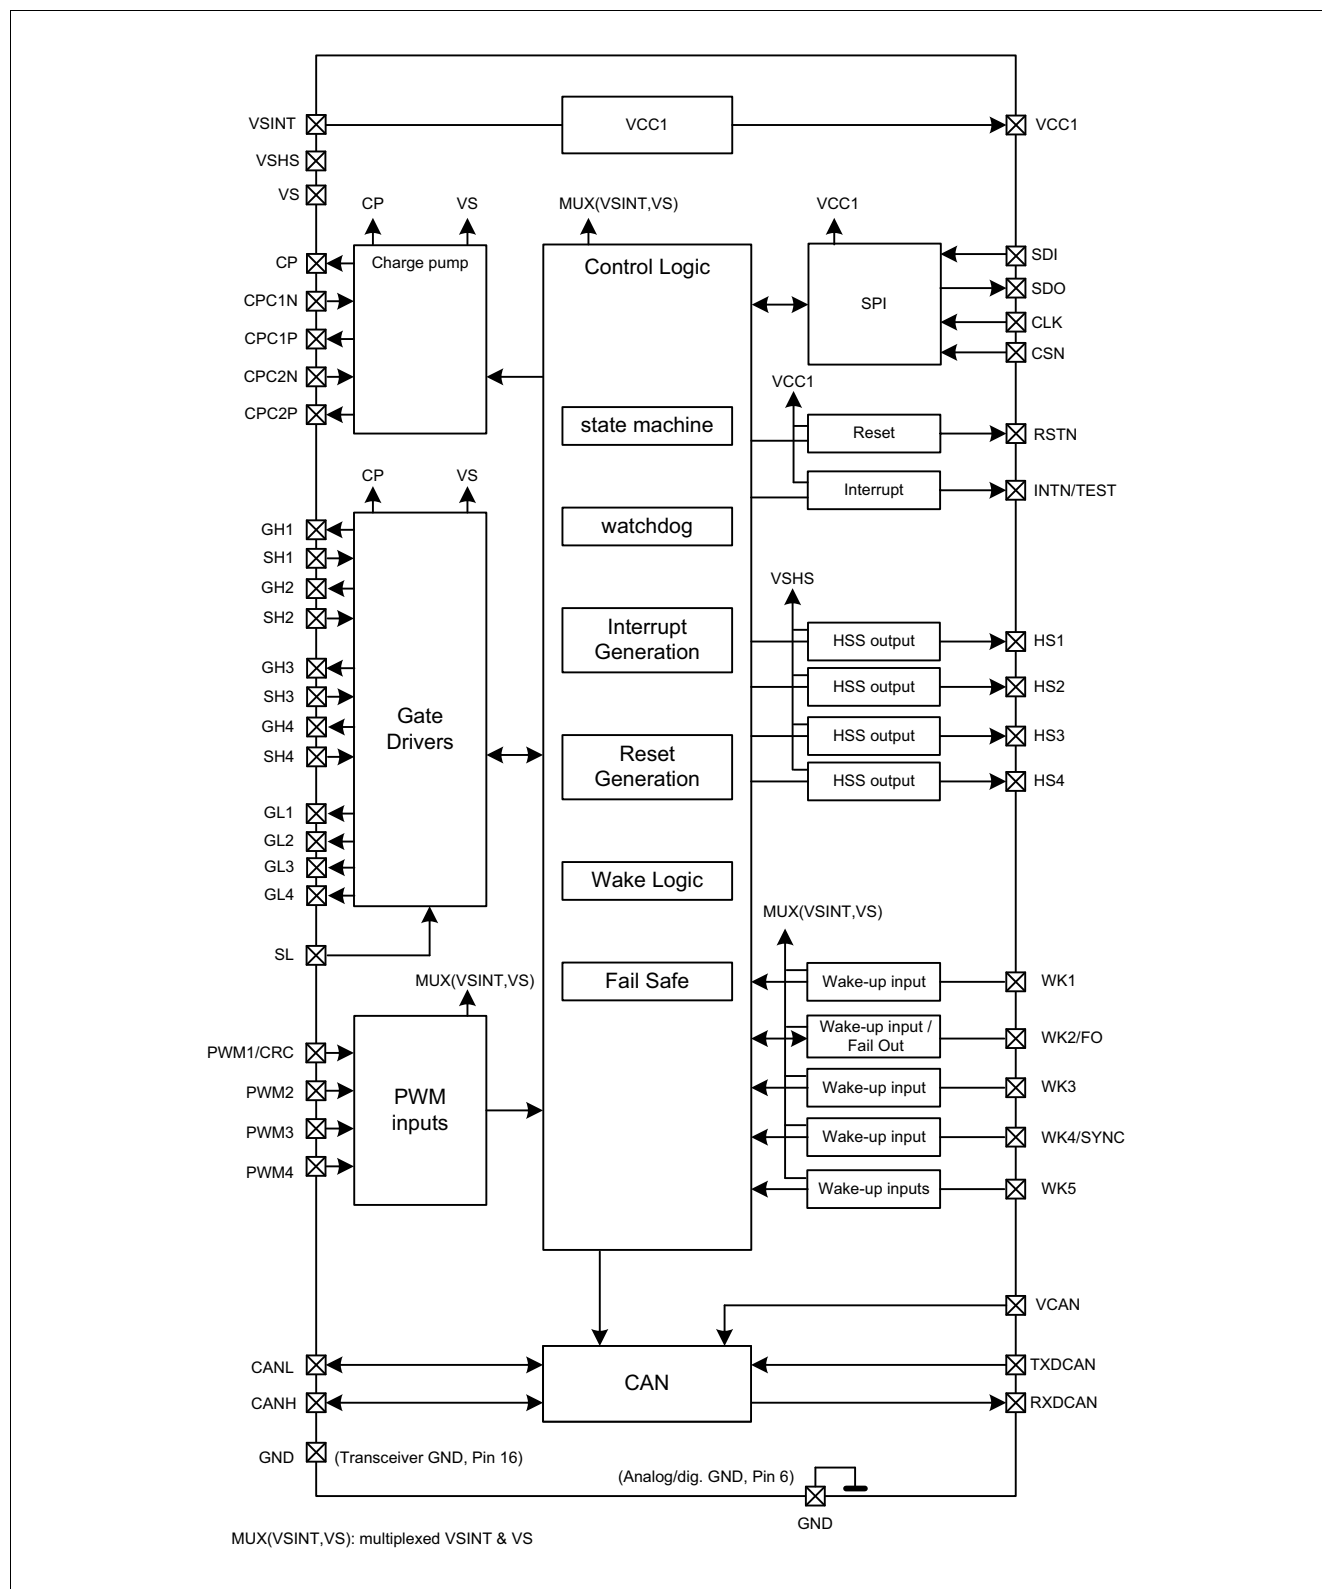 VSINT
VCC1
VCC1
VSHS
VS
CP
VS
MUX(VSINT,VS)
VCC1
CP
Charge pump
Control Logic
SDI
CPC1N
SDO
SPI
CPC1P
CLK
CSN
CPC2N
VCC1
CPC2P
state machine
Reset
RSTN
CP
VS
Interrupt
INTN/TEST
GH1
watchdog
SH1
GH2
VSHS
SH2
Interrupt
Generation
HSS output
HS1
GH3
HSS output
HS2
SH3
Gate
Drivers
GH4
HSS output
HS3
SH4
Reset
Generation
HSS output
HS4
GL1
GL2
GL3
Wake Logic
GL4
MUX(VSINT,VS)
SL
MUX(VSINT,VS)
Fail Safe
Wake-up input
WK1
PWM1/CRC
Wake-up input /
Fail Out
WK2/FO
PWM2
PWM
inputs
Wake-up input
WK3
PWM3
Wake-up input
WK4/SYNC
PWM4
Wake-up inputs
WK5
VCAN
CANL
CAN
TXDCAN
CANH
RXDCAN
GND
(Transceiver GND, Pin 16)
(Analog/dig. GND, Pin 6)
GND
MUX(VSINT,VS): multiplexed VSINT & VS